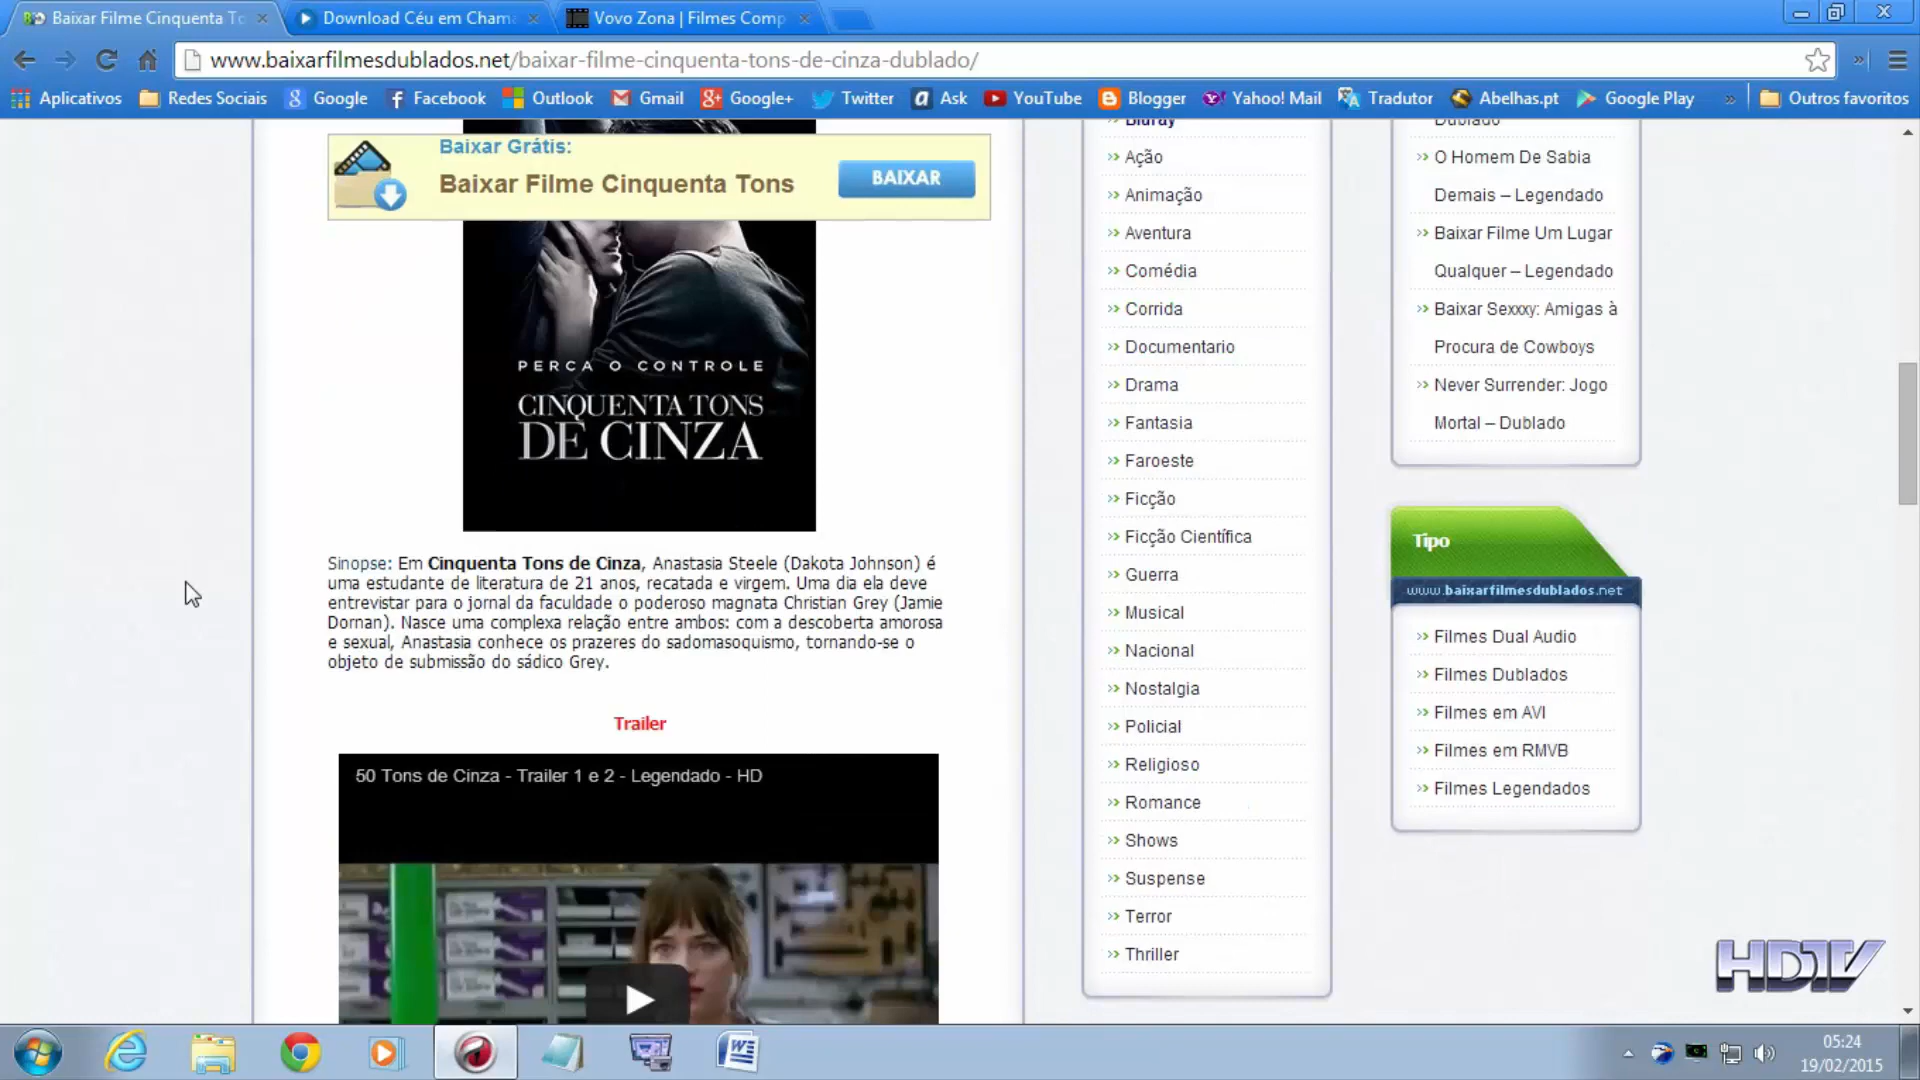 Baixar Filme Cinquenta To
Download Céu em Cham
Vovo Zona | Filmes Comp
www.baixarfilmesdublados.net/baixar-filme-cinquenta-tons-de-cinza-dublado/
Aplicativos
Redes Sociais
Google
Facebook
Outlook
Gmail
Google+
Twitter
Ask
YouTube
Blogger
Yahoo! Mail
Tradutor
Abelhas.pt
Google Play
Outros favoritos
Baixar Grátis:
Baixar Filme Cinquenta Tons
BAIXAR
PERCA O CONTROLE
CINQUENTA TONS
DE CINZA
Sinopse: Em Cinquenta Tons de Cinza, Anastasia Steele (Dakota Johnson) é
uma estudante de literatura de 21 anos, recatada e virgem. Uma dia ela deve
entrevistar para o jornal da faculdade o poderoso magnata Christian Grey (Jamie
Dornan). Nasce uma complexa relação entre ambos: com a descoberta amorosa
e sexual, Anastasia conhece os prazeres do sadomasoquismo, tornando-se o
objeto de submissão do sádico Grey.
Trailer
50 Tons de Cinza - Trailer 1 e 2 - Legendado - HD
Bluray
Ação
Animação
Aventura
Comédia
Corrida
Documentario
Drama
Fantasia
Faroeste
Ficção
Ficção Científica
Guerra
Musical
Nacional
Nostalgia
Policial
Religioso
Romance
Shows
Suspense
Terror
Thriller
Dublado
O Homem De Sabia
Demais – Legendado
Baixar Filme Um Lugar
Qualquer – Legendado
Baixar Sexxxy: Amigas à
Procura de Cowboys
Never Surrender: Jogo
Mortal – Dublado
Tipo
www.baixarfilmesdublados.net
Filmes Dual Audio
Filmes Dublados
Filmes em AVI
Filmes em RMVB
Filmes Legendados
HDTV
05:24
19/02/2015